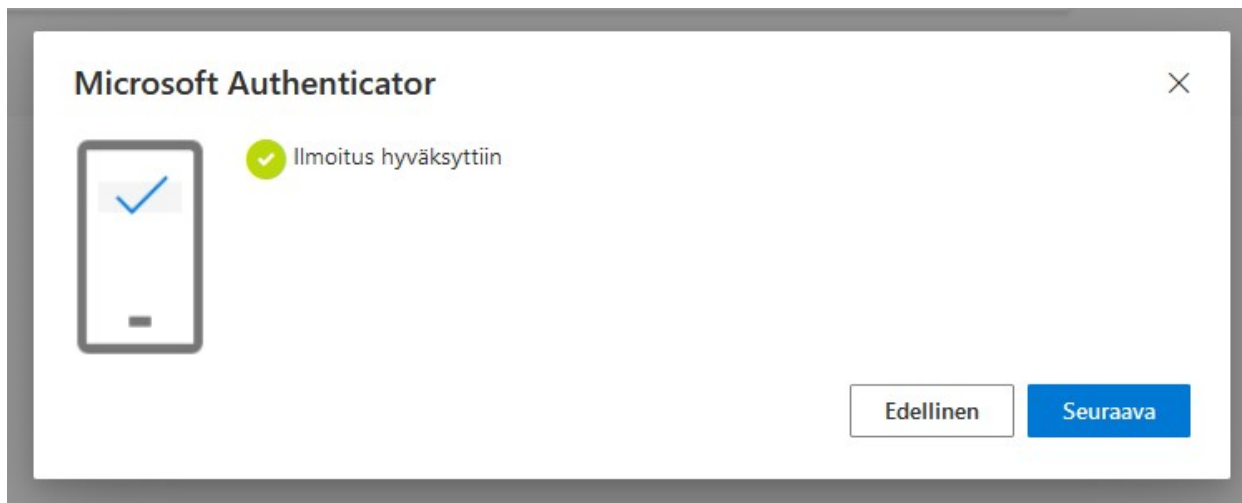 Microsoft Authenticator
Ilmoitus hyväksyttiin
Edellinen
Seuraava